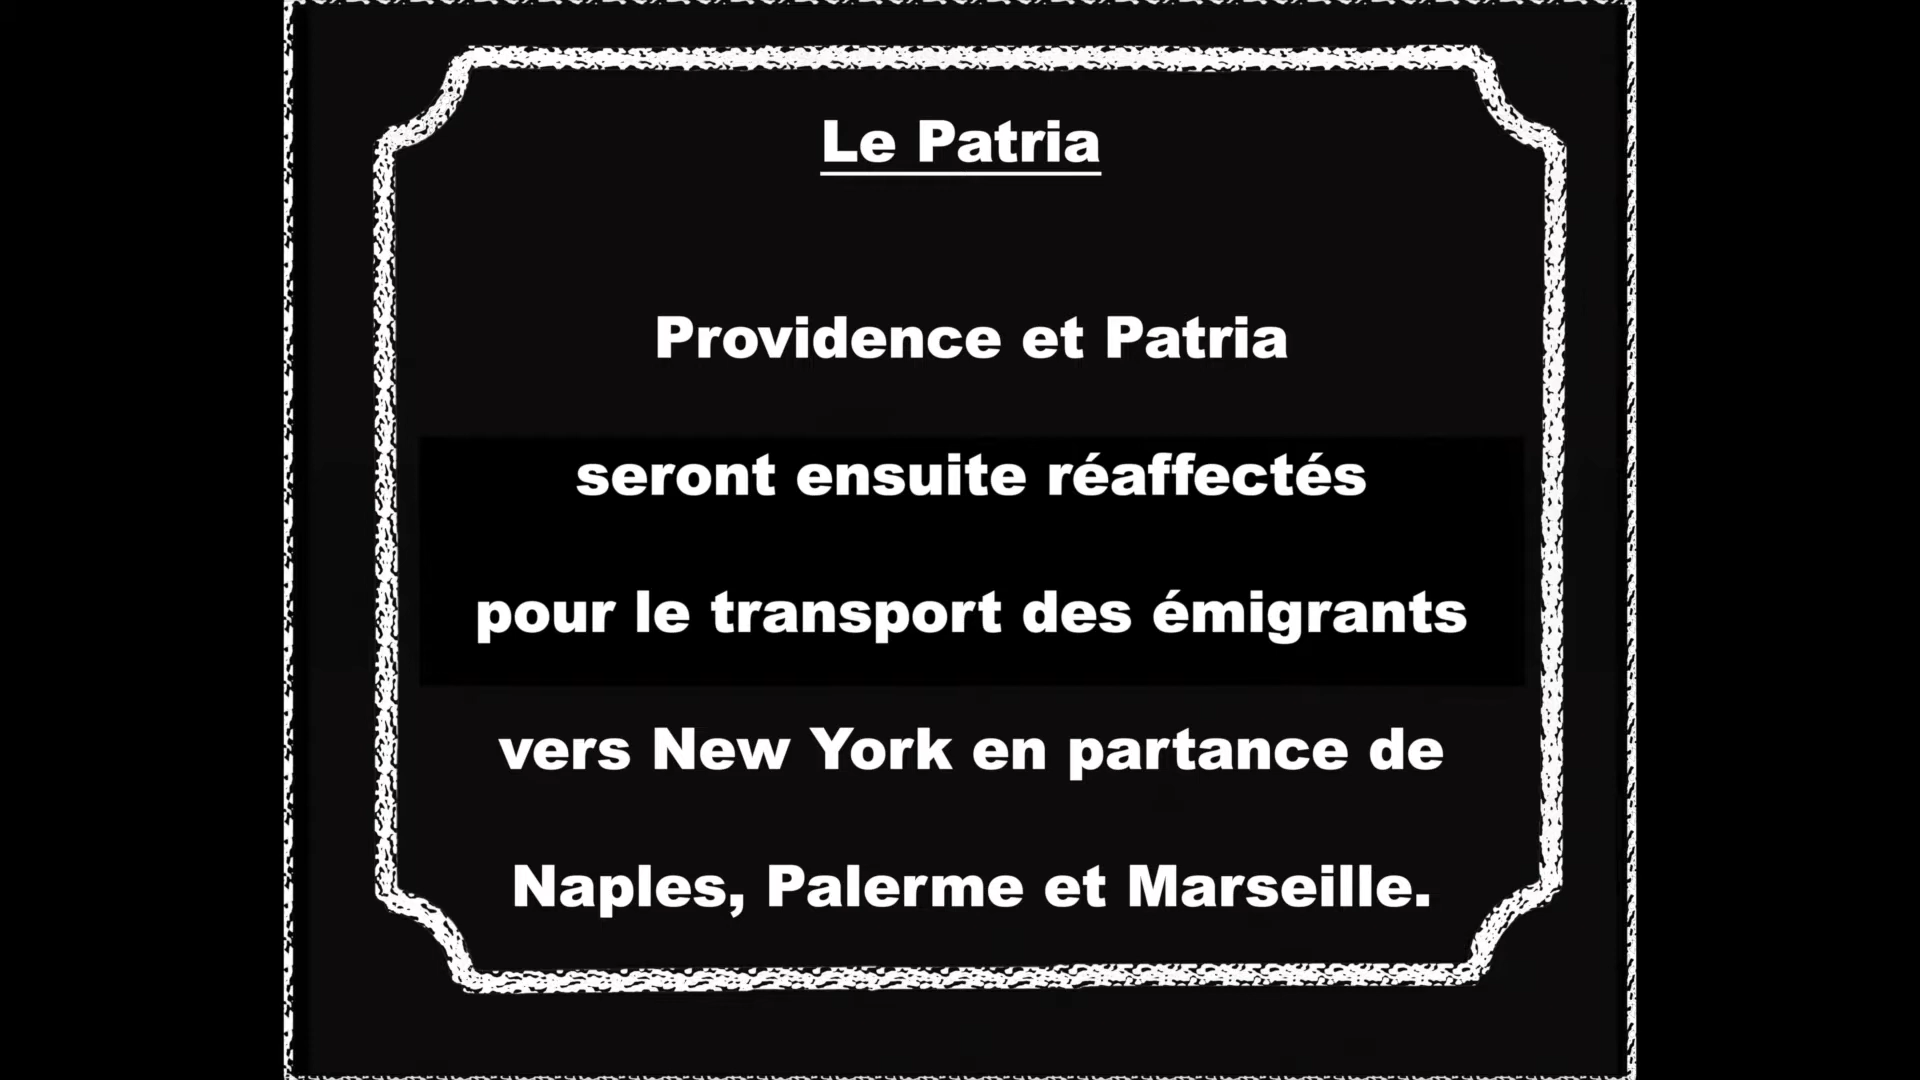 Le Patria
Providence et Patria
seront ensuite réaffectés
pour le transport des émigrants
vers New York en partance de
Naples, Palerme et Marseille.